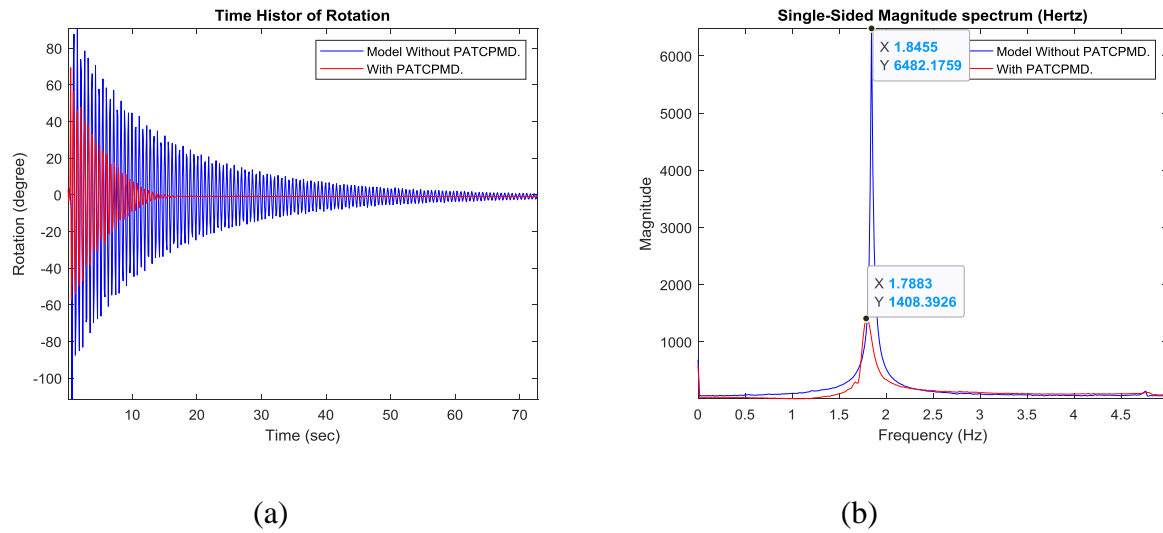 Time Histor of Rotation
Model Without PATCPMD.
With PATCPMD.
80
60
40
20
0
-20
-40
-60
-80
-100
Rotation (degree)
10
20
30
40
50
60
70
Time (sec)
(a)
Single-Sided Magnitude spectrum (Hertz)
X 1.8455
Y 6482.1759
Model Without PATCPMD.
With PATCPMD.
6000
5000
4000
3000
2000
1000
Magnitude
X 1.7883
Y 1408.3926
0
0.5
1
1.5
2
2.5
3
3.5
4
4.5
Frequency (Hz)
(b)